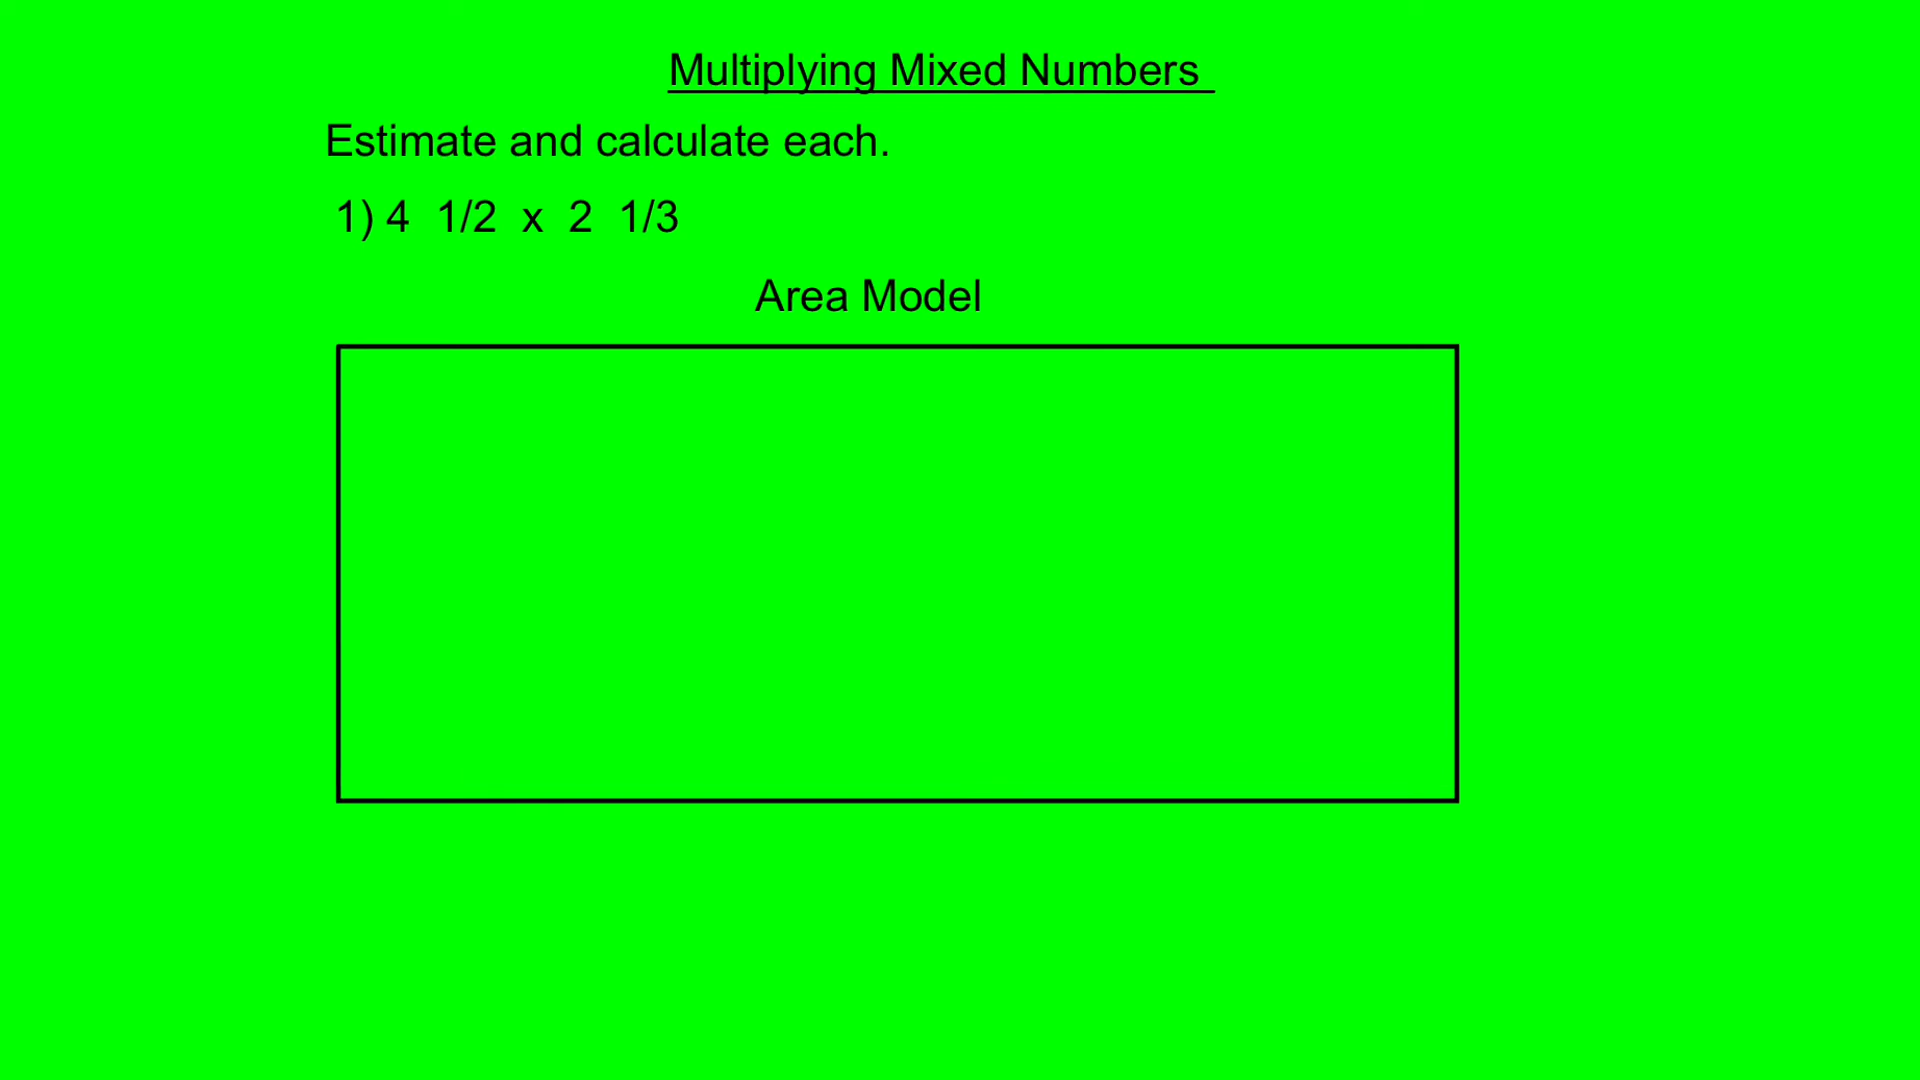 Multiplying Mixed Numbers
Estimate and calculate each.
1) 4 1/2 x 2 1/3
Area Model